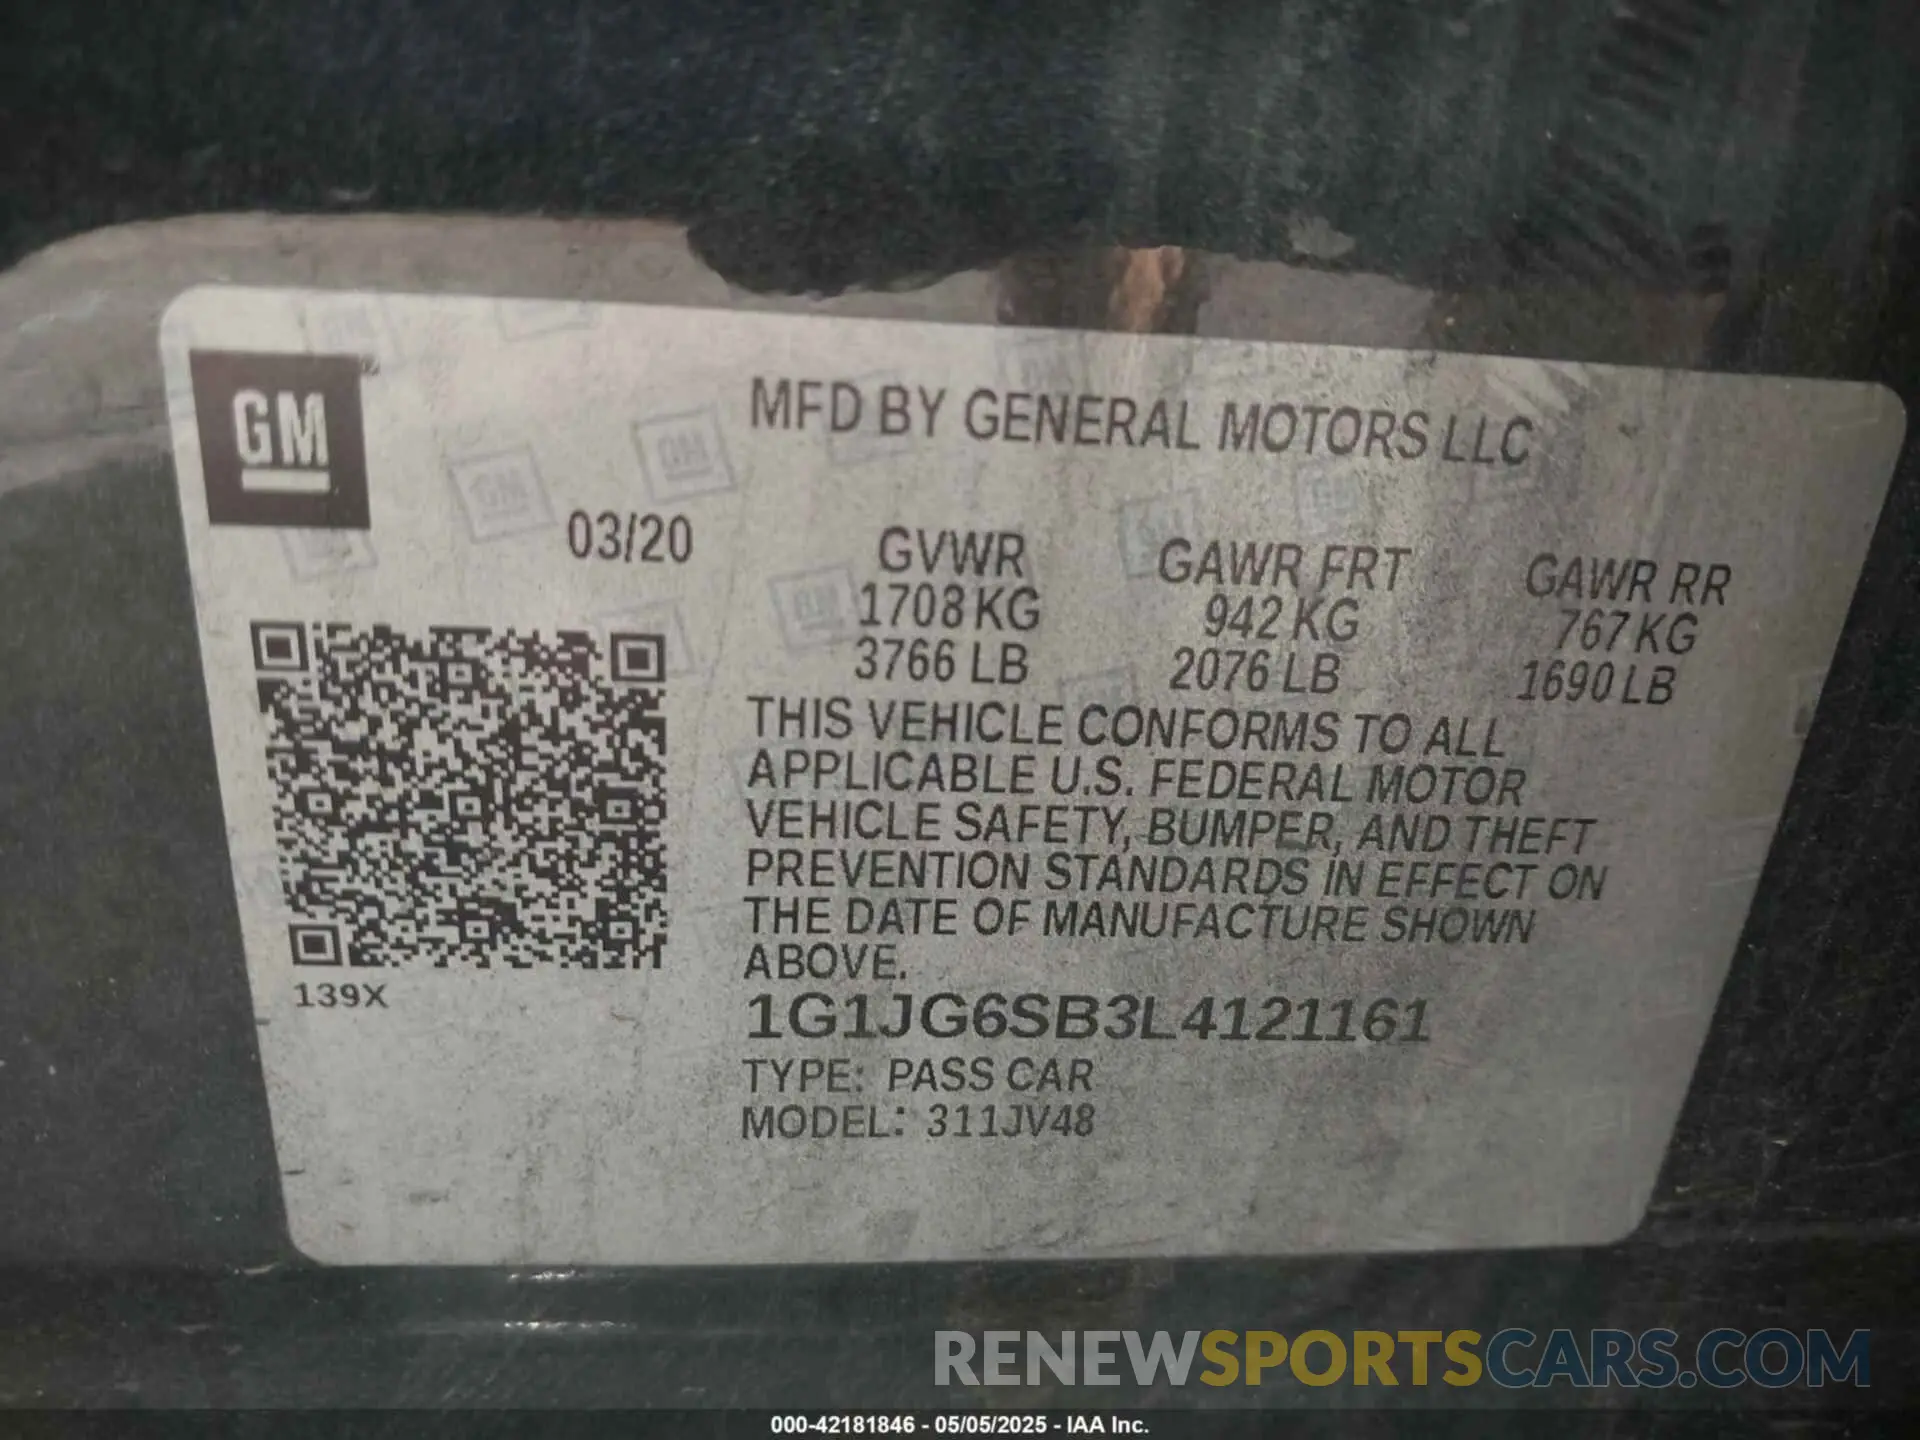 GM
MFD BY GENERAL MOTORS LLC
03/20
GVWR GAWR FRT GAWR RR
1708 KG 942 KG 767 KG
3766 LB 2076 LB 1690 LB
THIS VEHICLE CONFORMS TO ALL
APPLICABLE U.S. FEDERAL MOTOR
VEHICLE SAFETY, BUMPER, AND THEFT
PREVENTION STANDARDS IN EFFECT ON
THE DATE OF MANUFACTURE SHOWN
ABOVE.
139X
1G1JG6SB3L4121161
TYPE: PASS CAR
MODEL: 311JV48
RENEWSPORTSCARS.COM
000-42181846 - 05/05/2025 - IAA Inc.